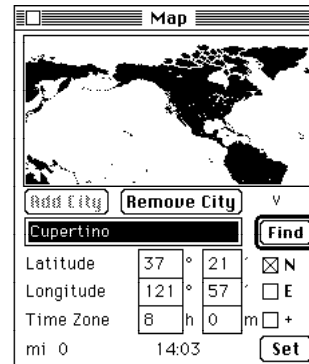 Map
Add City Remove City v
Cupertino Find
Latitude 37 ° 21 ´ N
Longitude 121 ° 57 ´ E
Time Zone 8 h 0 m +
mi 0 14:03 Set